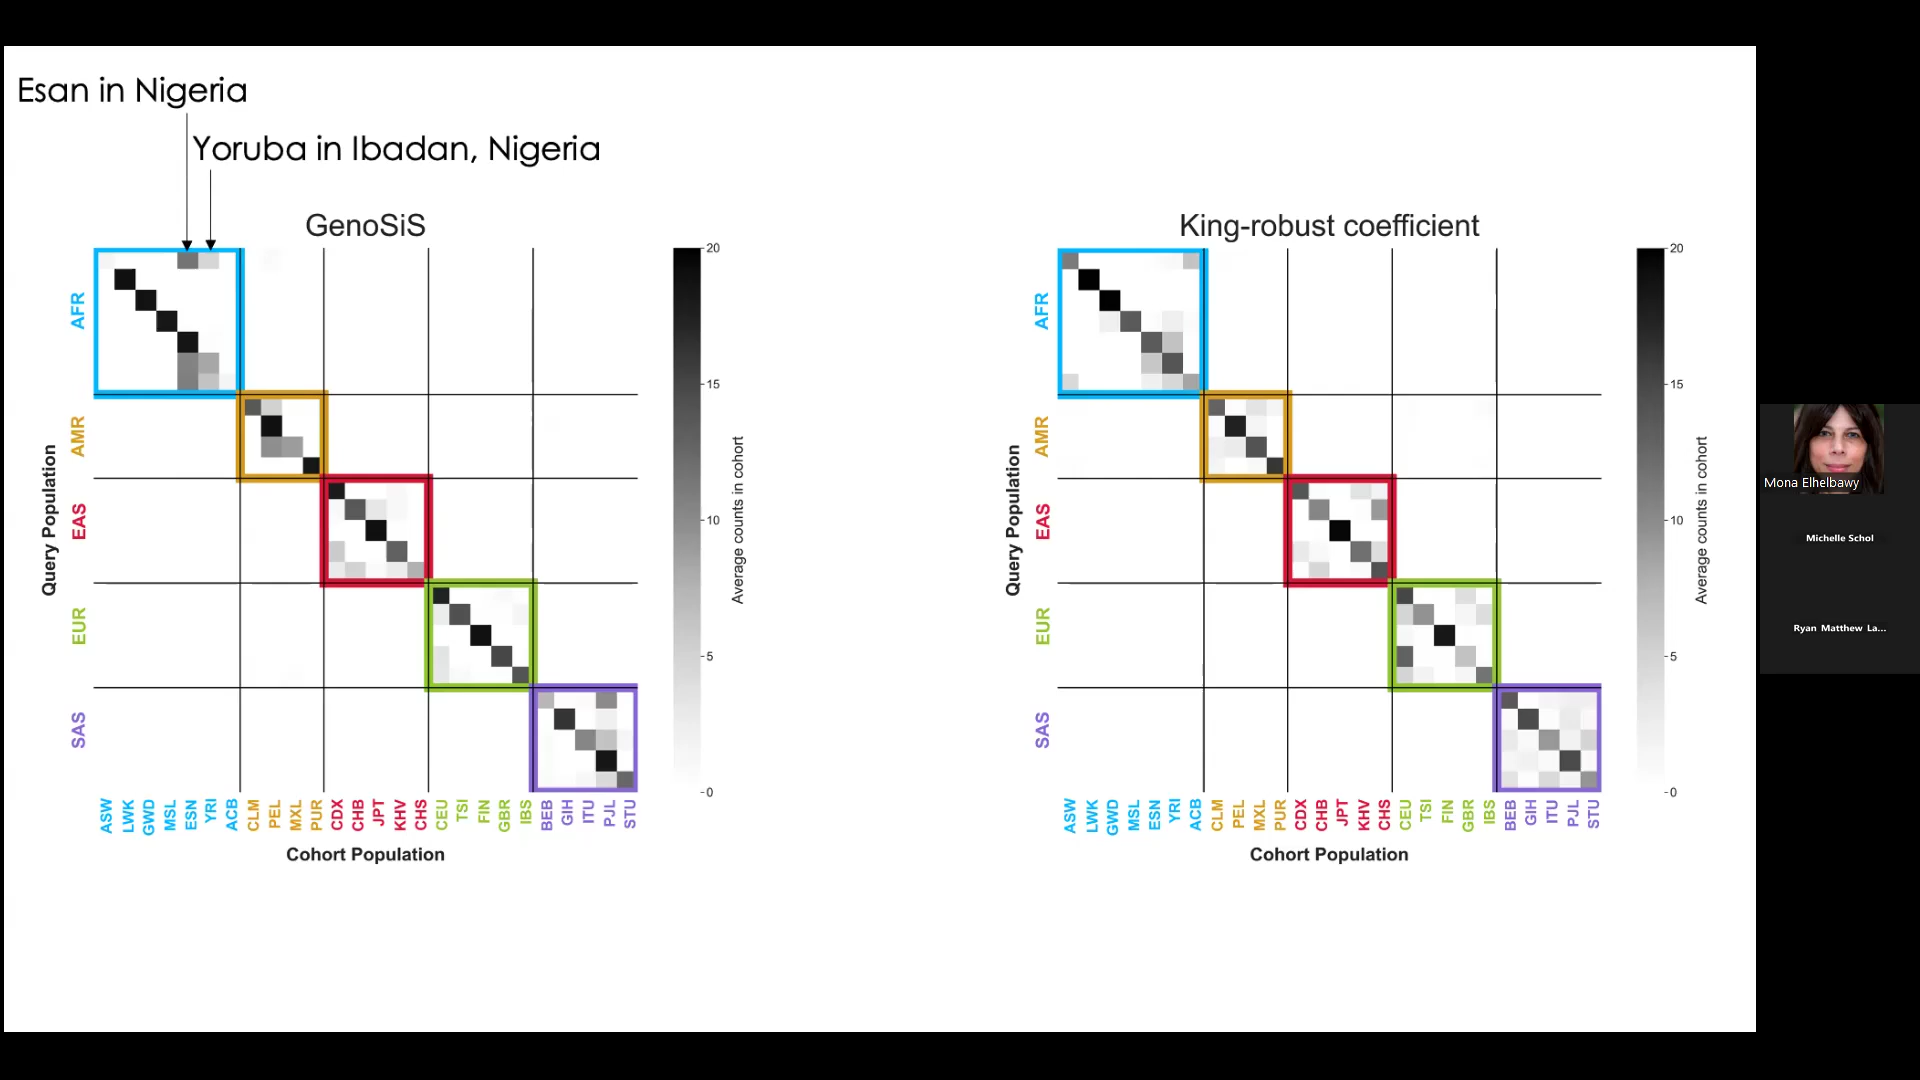 Esan in Nigeria
Yoruba in Ibadan, Nigeria
GenoSiS
Query Population
AFR
AMR
EAS
EUR
SAS
ASW LWK GWD MSL ESN YRI ACB CLM PEL MXL PUR CDX CHB JPT KHV CHS CEU TSI FIN GBR IBS BEB GIH ITU PJL STU
Cohort Population
20
15
10
5
0
Average counts in cohort
King-robust coefficient
Query Population
AFR
AMR
EAS
EUR
SAS
ASW LWK GWD MSL ESN YRI ACB CLM PEL MXL PUR CDX CHB JPT KHV CHS CEU TSI FIN GBR IBS BEB GIH ITU PJL STU
Cohort Population
20
15
10
5
0
Average counts in cohort
Mona Elhelbawy
Michelle Schol
Ryan Matthew La...